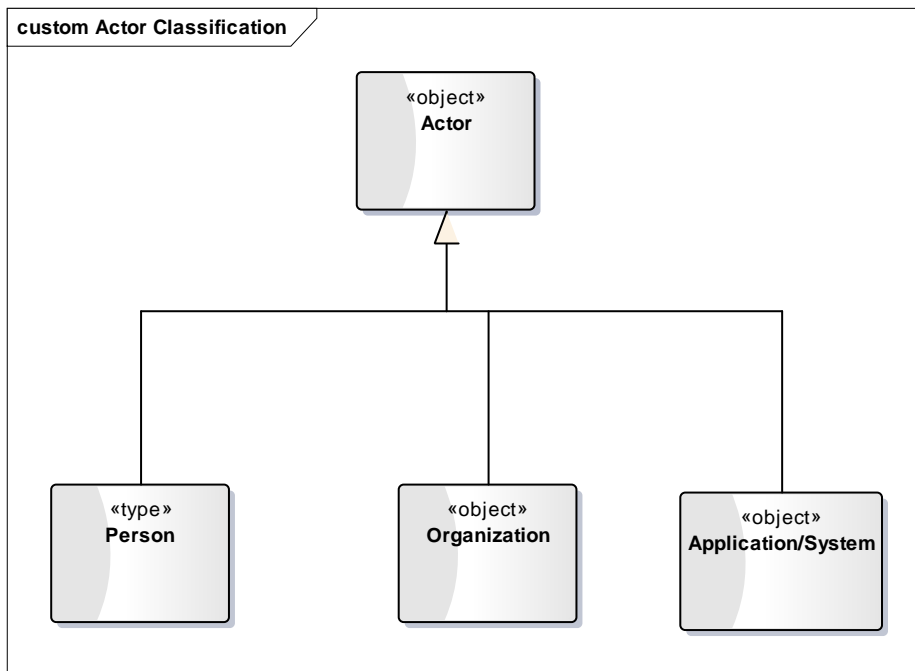 custom Actor Classification
«object»
Actor
«type»
Person
«object»
Organization
«object»
Application/System